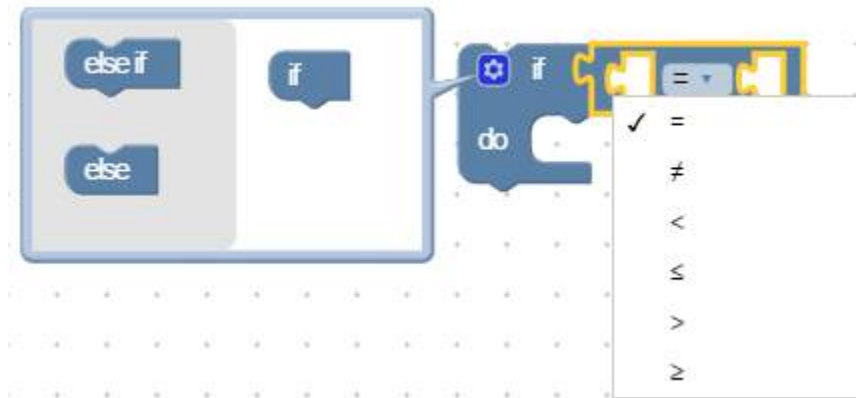 else if
if
else
if
=
do
✓ =
≠
<
≤
>
≥